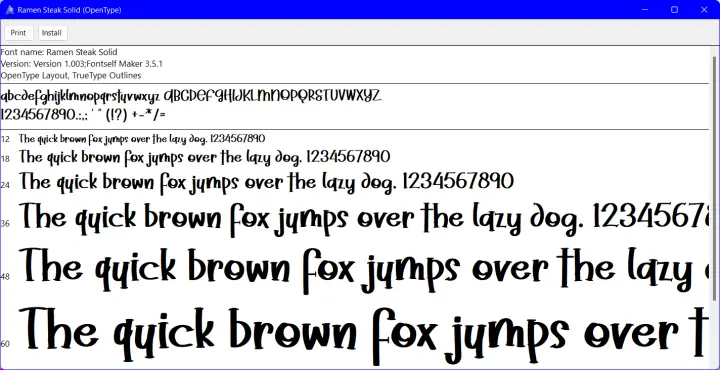 Ramen Steak Solid (OpenType)
Print Install
Font name: Ramen Steak Solid
Version: Version 1.003;Fontself Maker 3.5.1
OpenType Layout, TrueType Outlines
abcdefghijklmnopqrstuvwxyz ABCDEFGHIJKLMNOPQRSTUVWXYZ
1234567890.:,; ' " (!?) +-*/=
12 The quick brown fox jumps over the lazy dog. 1234567890
18 The quick brown fox jumps over the lazy dog. 1234567890
24 The quick brown fox jumps over the lazy dog. 1234567890
36 The quick brown fox jumps over the lazy dog. 1234567
48 The quick brown fox jumps over the lazy
60 The quick brown fox jumps over